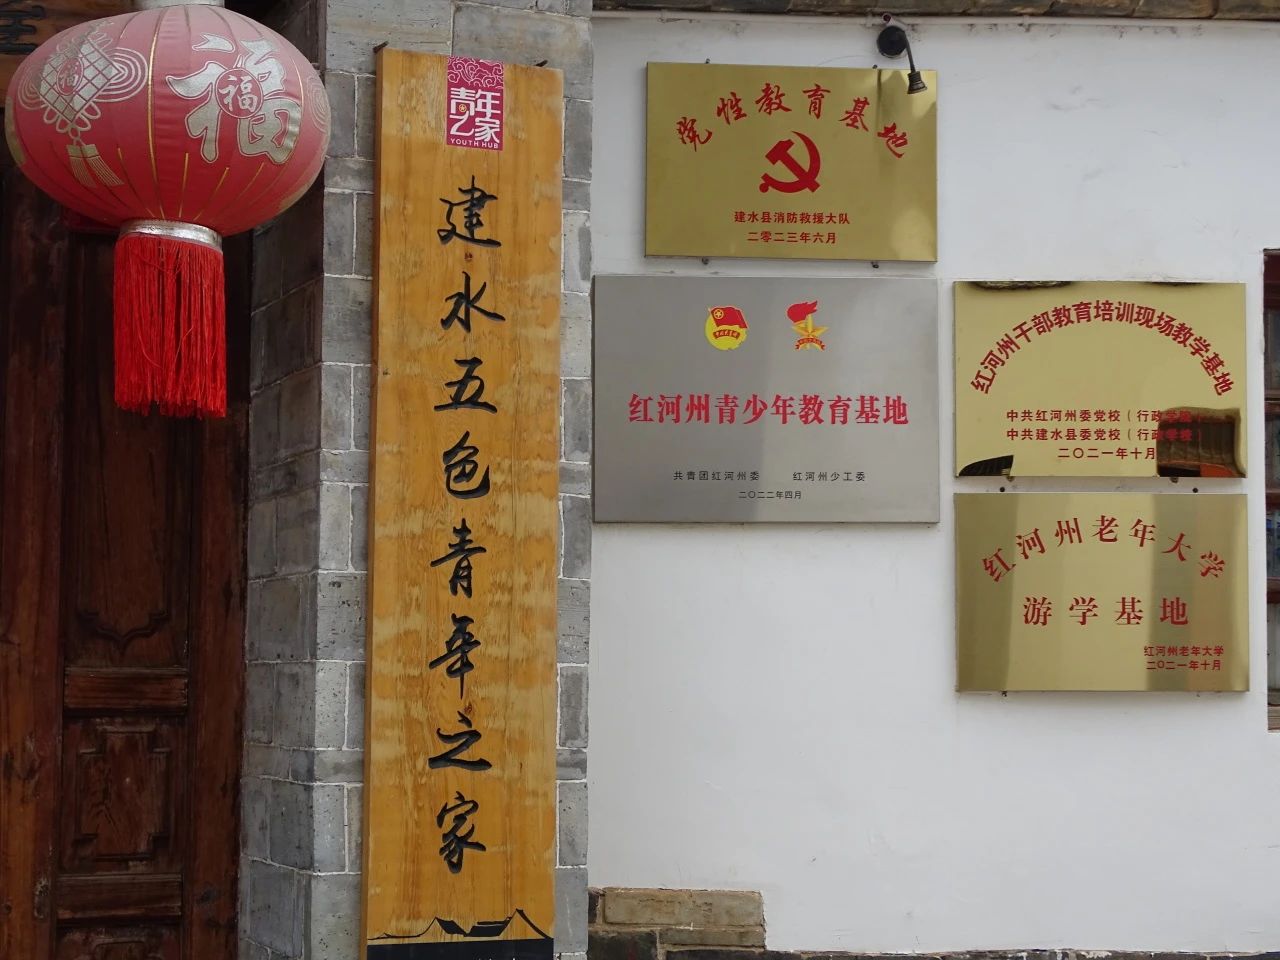 福
福
青年
之家
YOUTH HUB
建水五色青年之家
党性教育基地
建水县消防救援大队
二零二三年六月
红河州青少年教育基地
共青团红河州委 红河州少工委
二〇二二年四月
红河州干部教育培训现场教学基地
中共红河州委党校（行政学院）
中共建水县委党校（行政学校）
二〇二一年十月
红河州老年大学
游学基地
红河州老年大学
二〇二一年十月